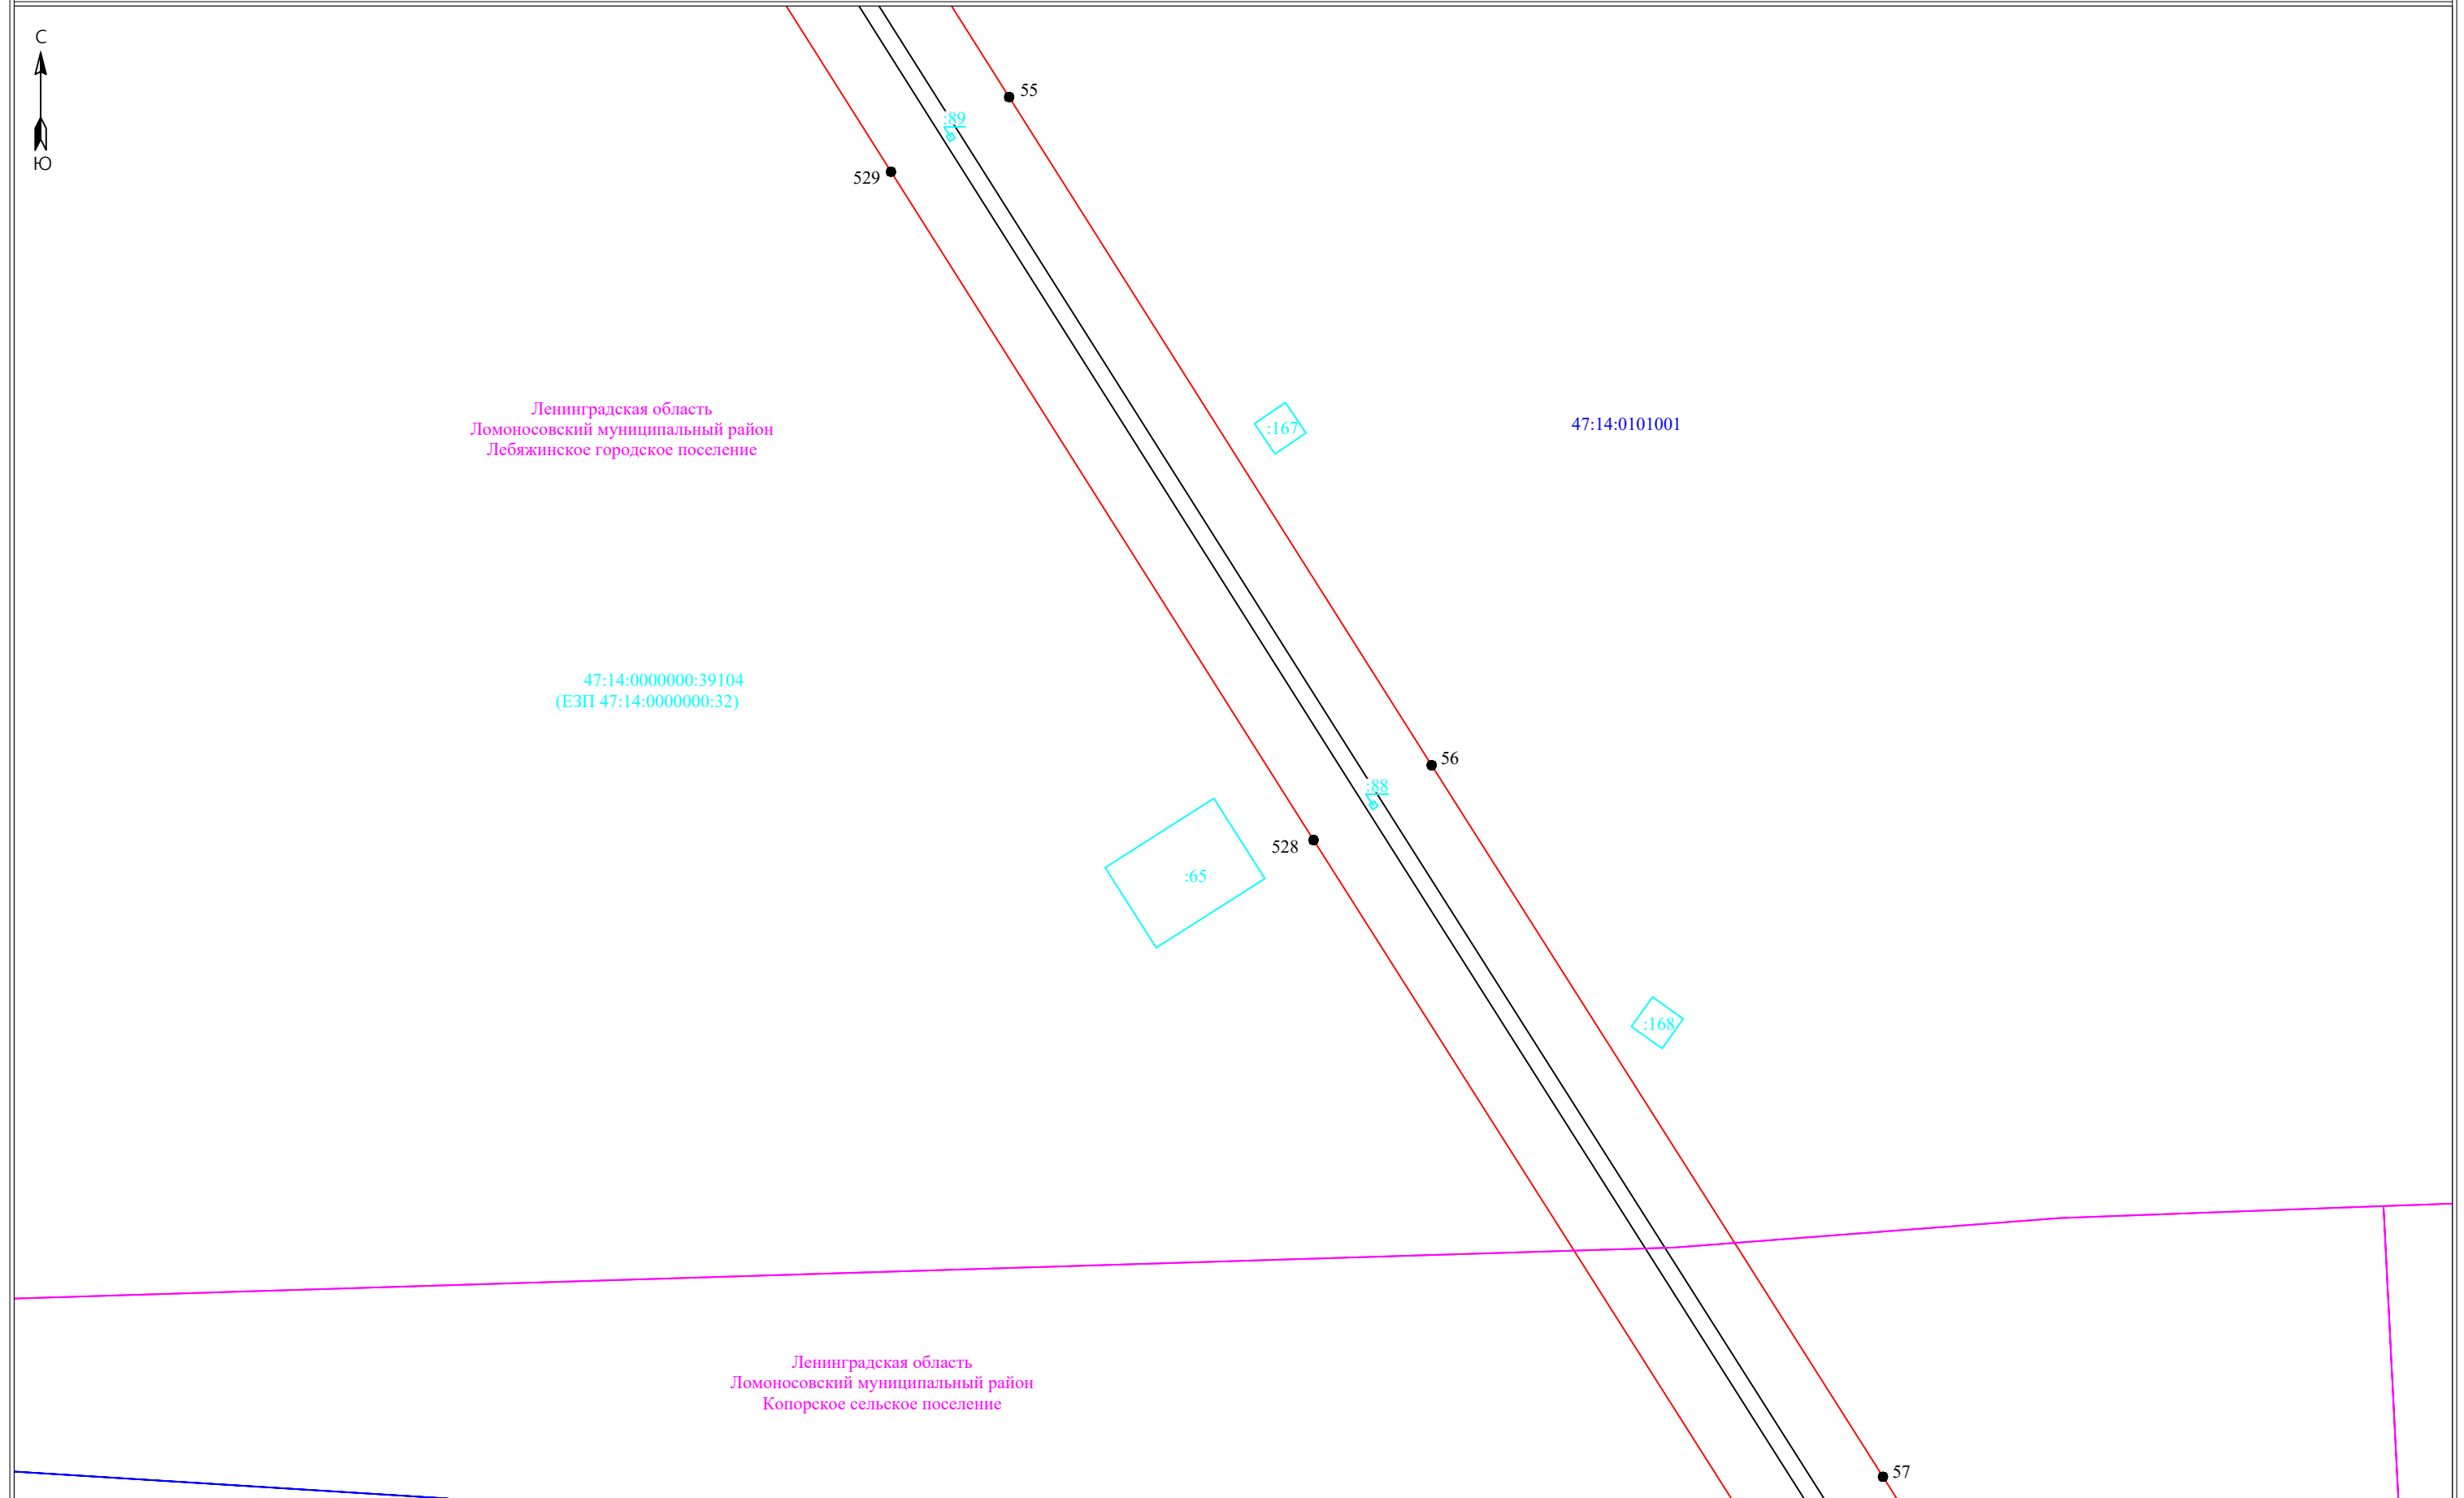 С
Ю
55
:89
529
Ленинградская область
Ломоносовский муниципальный район
Лебяжинское городское поселение
:167
47:14:0101001
47:14:0000000:39104
(ЕЗП 47:14:0000000:32)
56
:88
528
:65
:168
Ленинградская область
Ломоносовский муниципальный район
Копорское сельское поселение
57